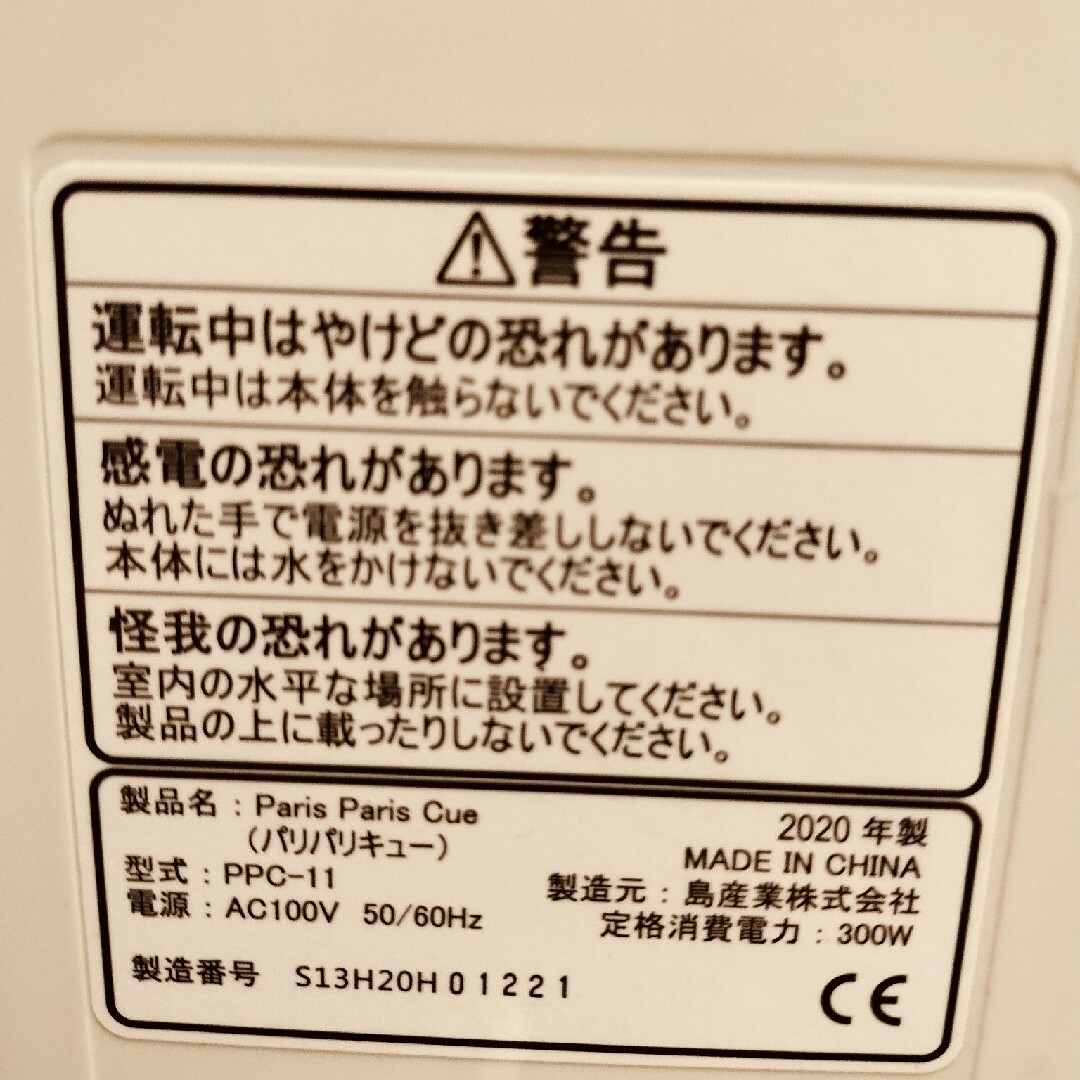 ⚠警告
運転中はやけどの恐れがあります。
運転中は本体を触らないでください。
感電の恐れがあります。
ぬれた手で電源を抜き差ししないでください。
本体には水をかけないでください。
怪我の恐れがあります。
室内の水平な場所に設置してください。
製品の上に載ったりしないでください。
製品名：Paris Paris Cue
（パリパリキュー）
型式：PPC-11
電源：AC100V 50/60Hz
製造番号 S13H20H01221
2020 年製
MADE IN CHINA
製造元：島産業株式会社
定格消費電力：300W
CE